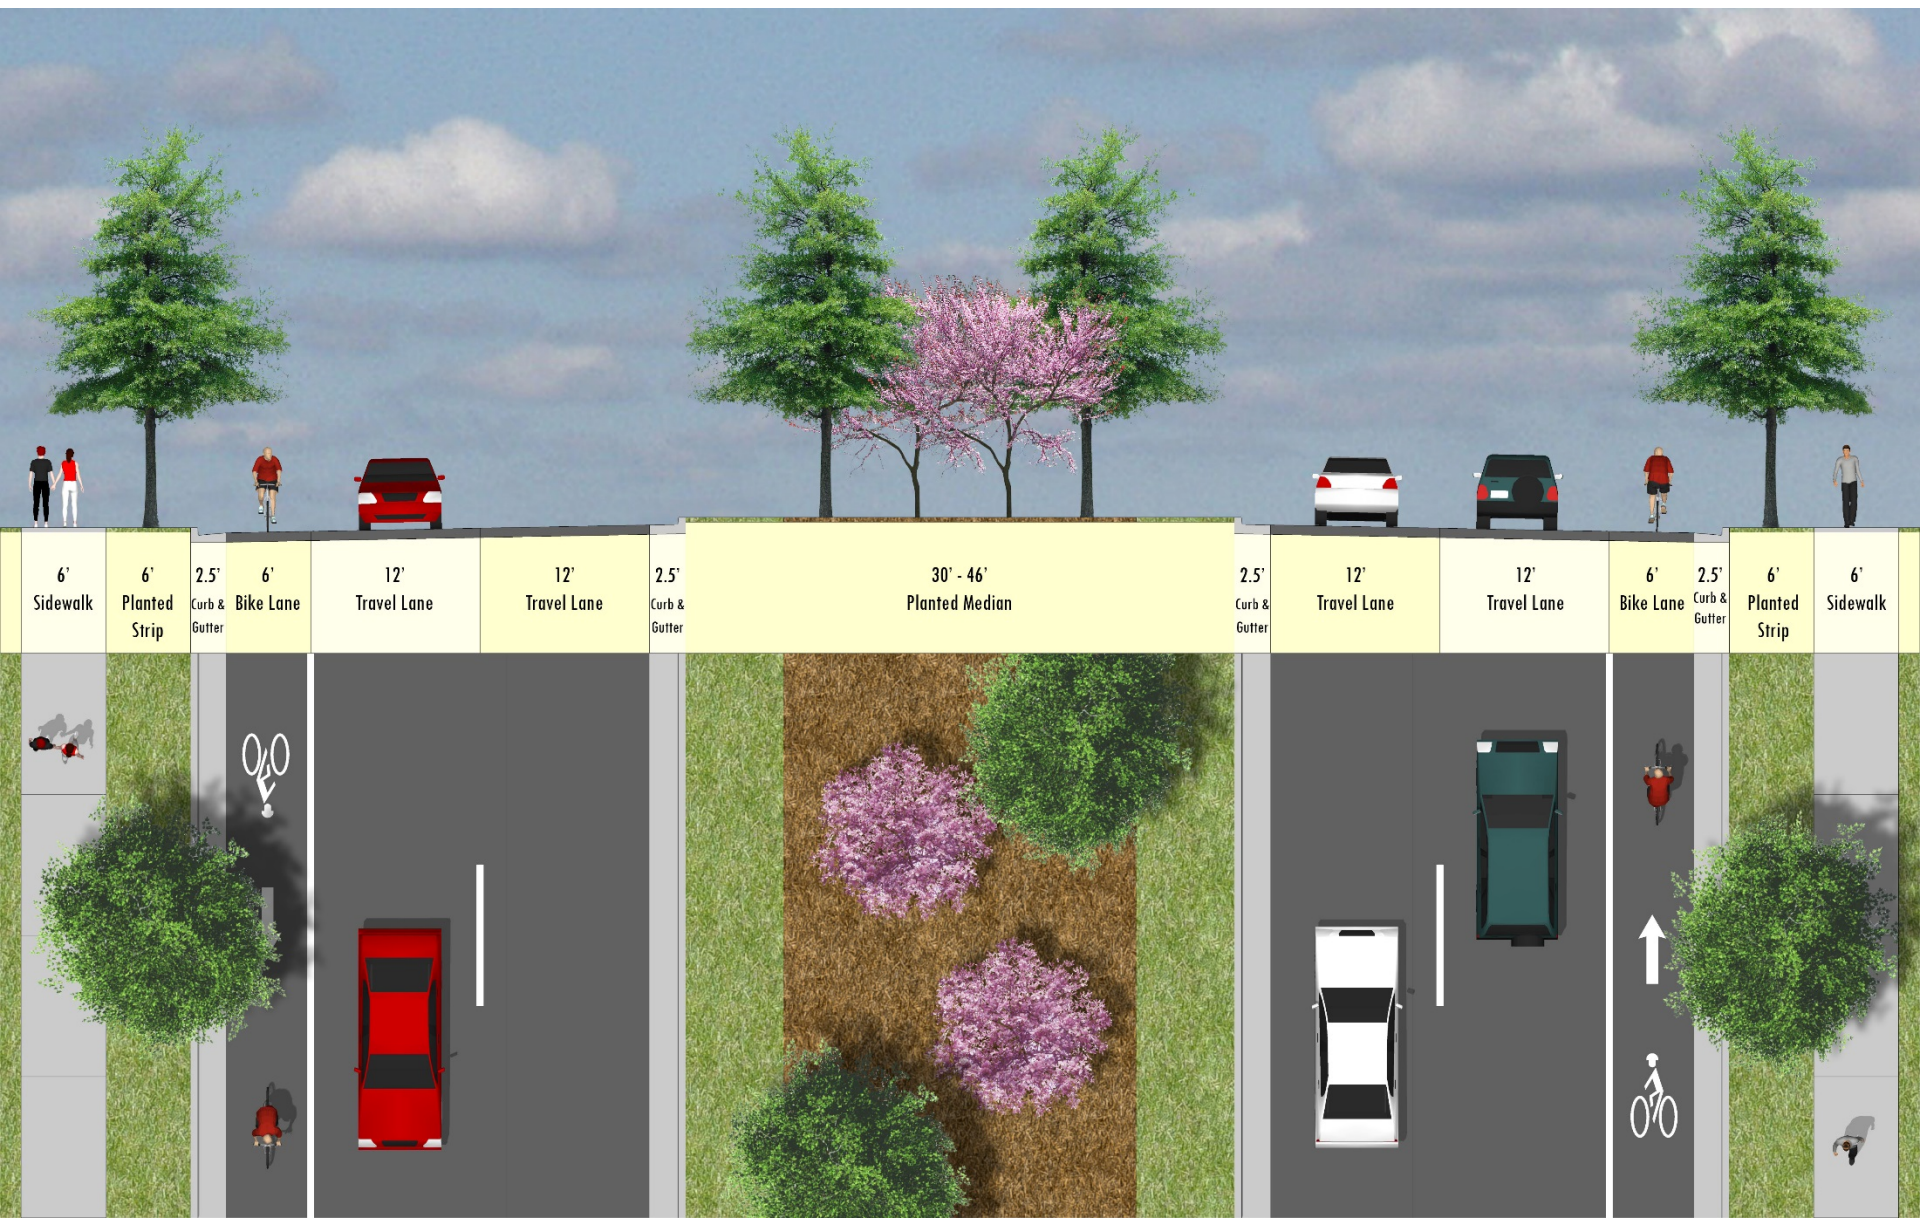 6'
Sidewalk
6'
Planted
Strip
2.5'
Curb &
Gutter
6'
Bike Lane
12'
Travel Lane
12'
Travel Lane
2.5'
Curb &
Gutter
30' - 46'
Planted Median
2.5'
Curb &
Gutter
12'
Travel Lane
12'
Travel Lane
6'
Bike Lane
2.5'
Curb &
Gutter
6'
Planted
Strip
6'
Sidewalk